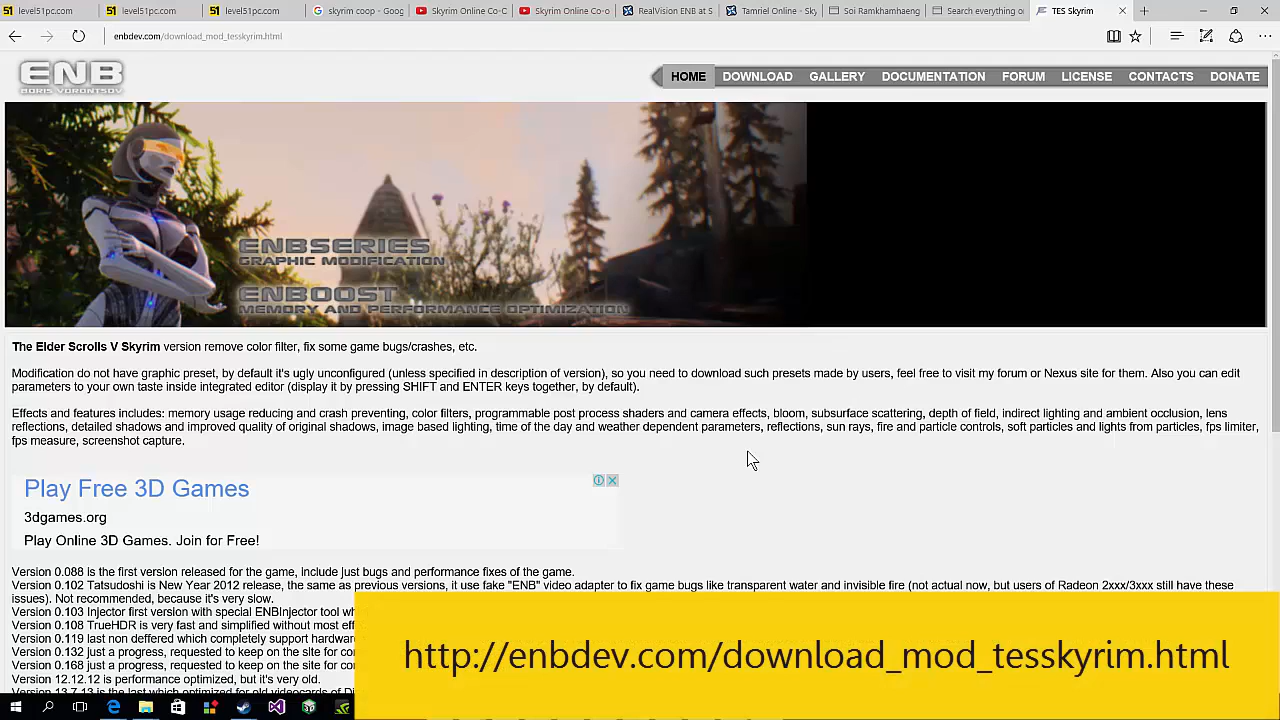 level51pc.com
level51pc.com
level51pc.com
skyrim coop - Goog
Skyrim Online Co-C
Skyrim Online Co-o
RealVision ENB at S
Tamriel Online - Sky
Soi Ramkhamhaeng
Search everything o
TES Skyrim
enbdev.com/download_mod_tesskyrim.html
ENB
BORIS VORONTSOV
HOME DOWNLOAD GALLERY DOCUMENTATION FORUM LICENSE CONTACTS DONATE
ENBSERIES
GRAPHIC MODIFICATION
ENBOOST
MEMORY AND PERFORMANCE OPTIMIZATION
The Elder Scrolls V Skyrim version remove color filter, fix some game bugs/crashes, etc.
Modification do not have graphic preset, by default it's ugly unconfigured (unless specified in description of version), so you need to download such presets made by users, feel free to visit my forum or Nexus site for them. Also you can edit
parameters to your own taste inside integrated editor (display it by pressing SHIFT and ENTER keys together, by default).
Effects and features includes: memory usage reducing and crash preventing, color filters, programmable post process shaders and camera effects, bloom, subsurface scattering, depth of field, indirect lighting and ambient occlusion, lens
reflections, detailed shadows and improved quality of original shadows, image based lighting, time of the day and weather dependent parameters, reflections, sun rays, fire and particle controls, soft particles and lights from particles, fps limiter,
fps measure, screenshot capture.
Play Free 3D Games
3dgames.org
Play Online 3D Games. Join for Free!
Version 0.088 is the first version released for the game, include just bugs and performance fixes of the game.
Version 0.102 Tatsudoshi is New Year 2012 release, the same as previous versions, it use fake "ENB" video adapter to fix game bugs like transparent water and invisible fire (not actual now, but users of Radeon 2xxx/3xxx still have these
issues). Not recommended, because it's very slow.
Version 0.103 Injector first version with special ENBInjector tool wh
Version 0.108 TrueHDR is very fast and simplified without most eff
Version 0.119 last non deffered which completely support hardware
Version 0.132 just a progress, requested to keep on the site for co
Version 0.168 just a progress, requested to keep on the site for co
Version 12.12.12 is performance optimized, but it's very old.
Version 13.7.13 is the last which optimized for old videocards of
http://enbdev.com/download_mod_tesskyrim.html